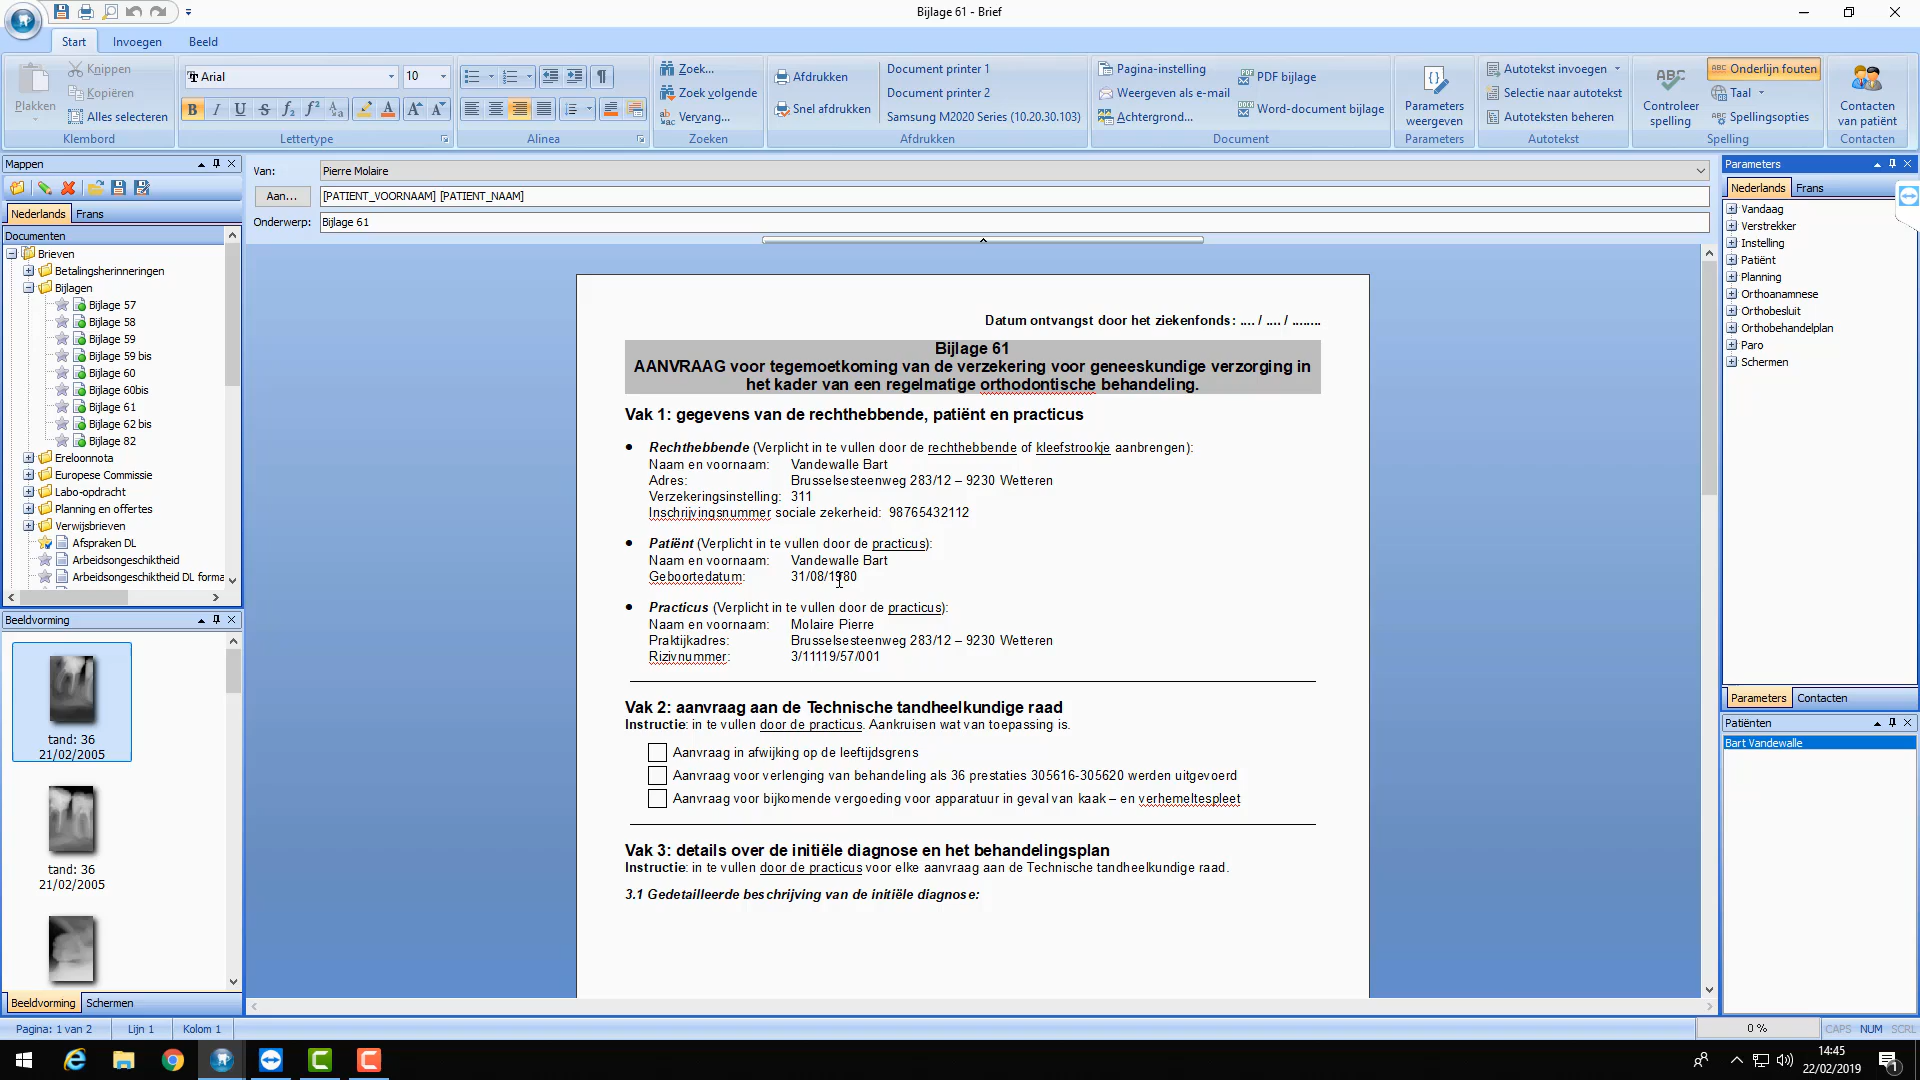 Bijlage 61 - Brief
Start Invoegen Beeld
Plakken
Knippen
Kopiëren
Alles selecteren
Klembord
Arial 10
B I U S
Lettertype
Alinea
Zoek...
Zoek volgende
Vervang...
Zoeken
Afdrukken
Snel afdrukken
Document printer 1
Document printer 2
Samsung M2020 Series (10.20.30.103)
Afdrukken
Pagina-instelling
Weergeven als e-mail
Achtergrond...
PDF bijlage
Word-document bijlage
Document
Parameters
weergeven
Parameters
Autotekst invoegen
Selectie naar autotekst
Autoteksten beheren
Autotekst
Controleer
spelling
Onderlijn fouten
Taal
Spellingsopties
Spelling
Contacten
van patiënt
Contacten
Mappen
Nederlands Frans
Documenten
Brieven
Betalingsherinneringen
Bijlagen
Bijlage 57
Bijlage 58
Bijlage 59
Bijlage 59 bis
Bijlage 60
Bijlage 60bis
Bijlage 61
Bijlage 62 bis
Bijlage 82
Ereloonnota
Europese Commissie
Labo-opdracht
Planning en offertes
Verwijsbrieven
Afspraken DL
Arbeidsongeschiktheid
Arbeidsongeschiktheid DL forma
Beeldvorming
tand: 36
21/02/2005
tand: 36
21/02/2005
Beeldvorming Schermen
Van: Pierre Molaire
Aan... [PATIENT_VOORNAAM] [PATIENT_NAAM]
Onderwerp: Bijlage 61
Datum ontvangst door het ziekenfonds: .... / .... / ........
Bijlage 61
AANVRAAG voor tegemoetkoming van de verzekering voor geneeskundige verzorging in
het kader van een regelmatige orthodontische behandeling.
Vak 1: gegevens van de rechthebbende, patiënt en practicus
• Rechthebbende (Verplicht in te vullen door de rechthebbende of kleefstrookje aanbrengen):
Naam en voornaam: Vandewalle Bart
Adres: Brusselsesteenweg 283/12 – 9230 Wetteren
Verzekeringsinstelling: 311
Inschrijvingsnummer sociale zekerheid: 98765432112
• Patiënt (Verplicht in te vullen door de practicus):
Naam en voornaam: Vandewalle Bart
Geboortedatum: 31/08/1980
• Practicus (Verplicht in te vullen door de practicus):
Naam en voornaam: Molaire Pierre
Praktijkadres: Brusselsesteenweg 283/12 – 9230 Wetteren
Rizivnummer: 3/11119/57/001
Vak 2: aanvraag aan de Technische tandheelkundige raad
Instructie: in te vullen door de practicus. Aankruisen wat van toepassing is.
Aanvraag in afwijking op de leeftijdsgrens
Aanvraag voor verlenging van behandeling als 36 prestaties 305616-305620 werden uitgevoerd
Aanvraag voor bijkomende vergoeding voor apparatuur in geval van kaak – en verhemeltespleet
Vak 3: details over de initiële diagnose en het behandelingsplan
Instructie: in te vullen door de practicus voor elke aanvraag aan de Technische tandheelkundige raad.
3.1 Gedetailleerde beschrijving van de initiële diagnose:
Parameters
Nederlands Frans
Vandaag
Verstrekker
Instelling
Patiënt
Planning
Orthoanamnese
Orthobesluit
Orthobehandelplan
Paro
Schermen
Parameters Contacten
Patiënten
Bart Vandewalle
Pagina: 1 van 2 Lijn 1 Kolom 1
0 % CAPS NUM SCRL
14:45
22/02/2019
1